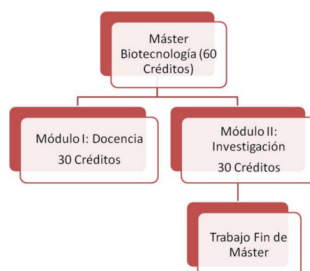 Máster
Biotecnología (60
Créditos)
Módulo I: Docencia
30 Créditos
Módulo II:
Investigación
30 Créditos
Trabajo Fin de
Máster